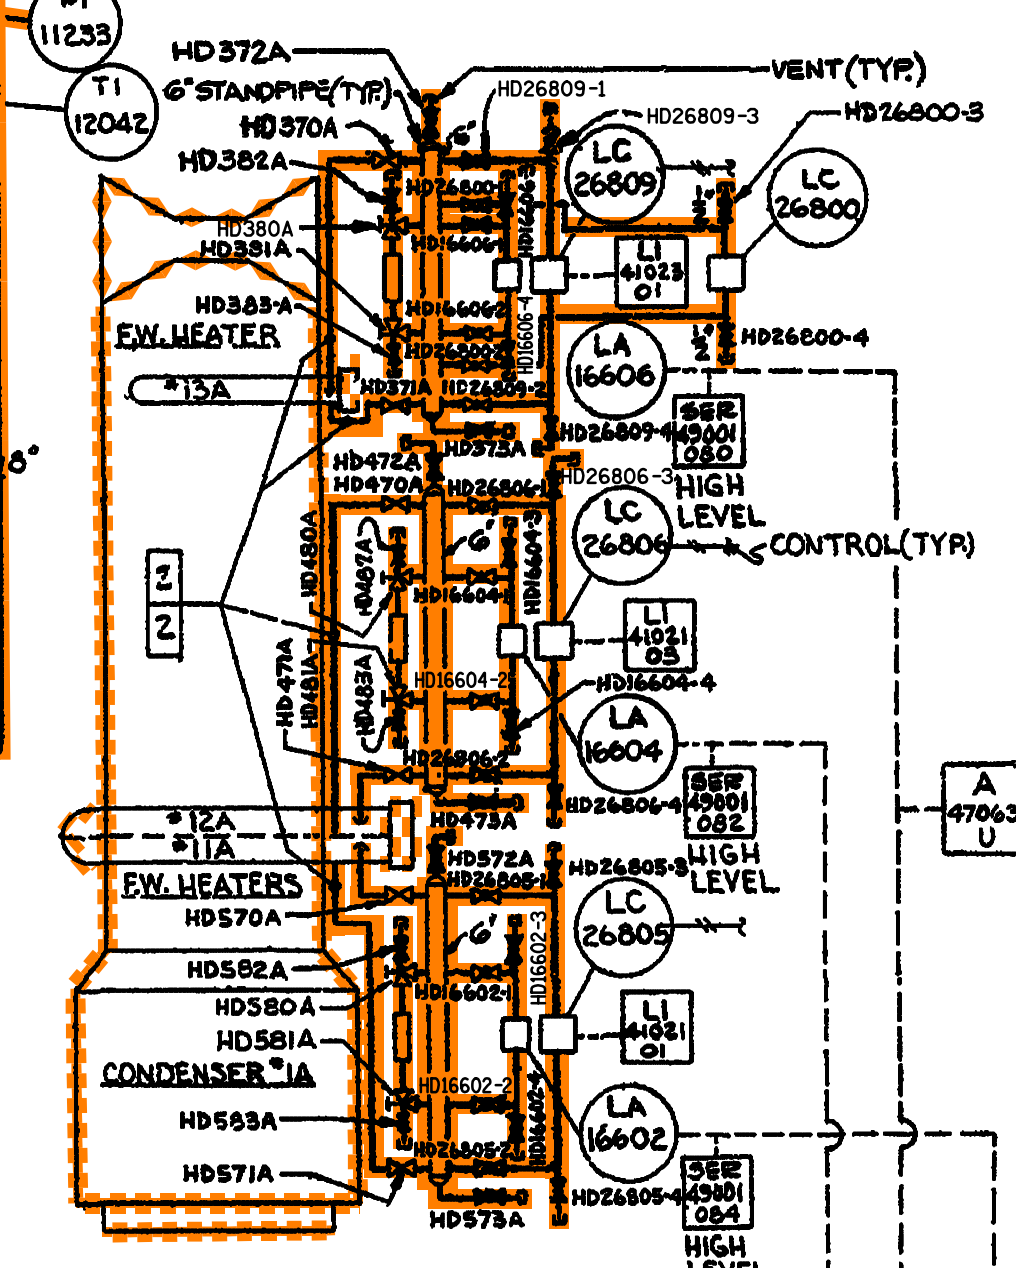 11233
TI
12042
HD372A
6" STANDPIPE(TYP.)
HD370A
HD382A
6"
HD26809-1
VENT(TYP.)
HD26809-3
HD26800-3
LC
26809
LC
26800
HD26800-1
HD16606-3
HD380A
HD381A
HD16606-1
LI
41023
01
HD383-A
HD16606-2
HD16606-4
F.W. HEATER
HD26800-2
LA
16606
HD26800-4
*13A
HD371A
HD26809-2
SER
49001
080
HIGH
LEVEL
HD26809-4
HD373A
8"
HD472A
HD470A
HD26806-1
HD26806-3
LC
26806
CONTROL(TYP.)
6"
HD480A
HD482A
HD16604-3
HD16604-1
2
2
LI
41021
03
HD471A
HD481A
HD483A
HD16604-2
HD16604-4
LA
16604
HD26806-2
SER
49001
082
HIGH
LEVEL
HD26806-4
HD473A
A
47063
U
*12A
*11A
HD572A
HD26805-1
HD26805-3
F.W. HEATERS
HD570A
LC
26805
6"
HD582A
HD16602-3
HD16602-1
HD580A
LI
41021
01
HD581A
CONDENSER *1A
HD16602-2
HD16602-4
HD583A
LA
16602
HD26805-2
HD571A
SER
49001
084
HIGH
LEVEL
HD26805-4
HD573A